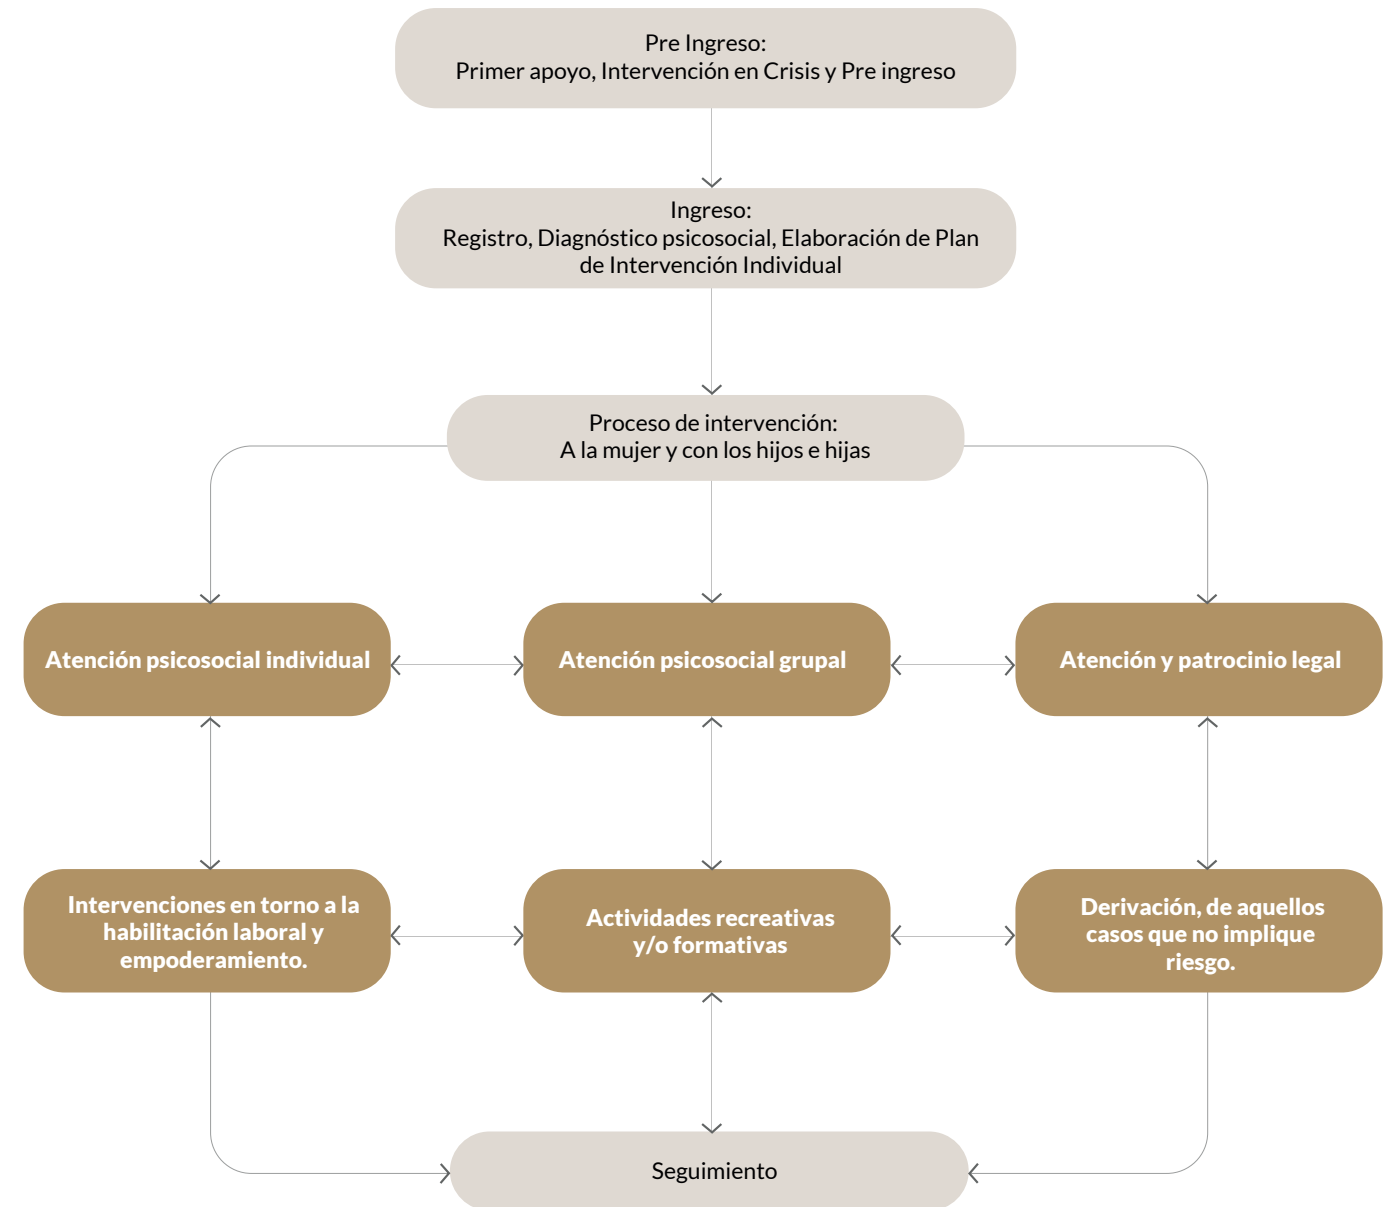 Pre Ingreso:
Primer apoyo, Intervención en Crisis y Pre ingreso
Ingreso:
Registro, Diagnóstico psicosocial, Elaboración de Plan
de Intervención Individual
Proceso de intervención:
A la mujer y con los hijos e hijas
Atención psicosocial individual
Atención psicosocial grupal
Atención y patrocinio legal
Intervenciones en torno a la
habilitación laboral y
empoderamiento.
Actividades recreativas
y/o formativas
Derivación, de aquellos
casos que no implique
riesgo.
Seguimiento